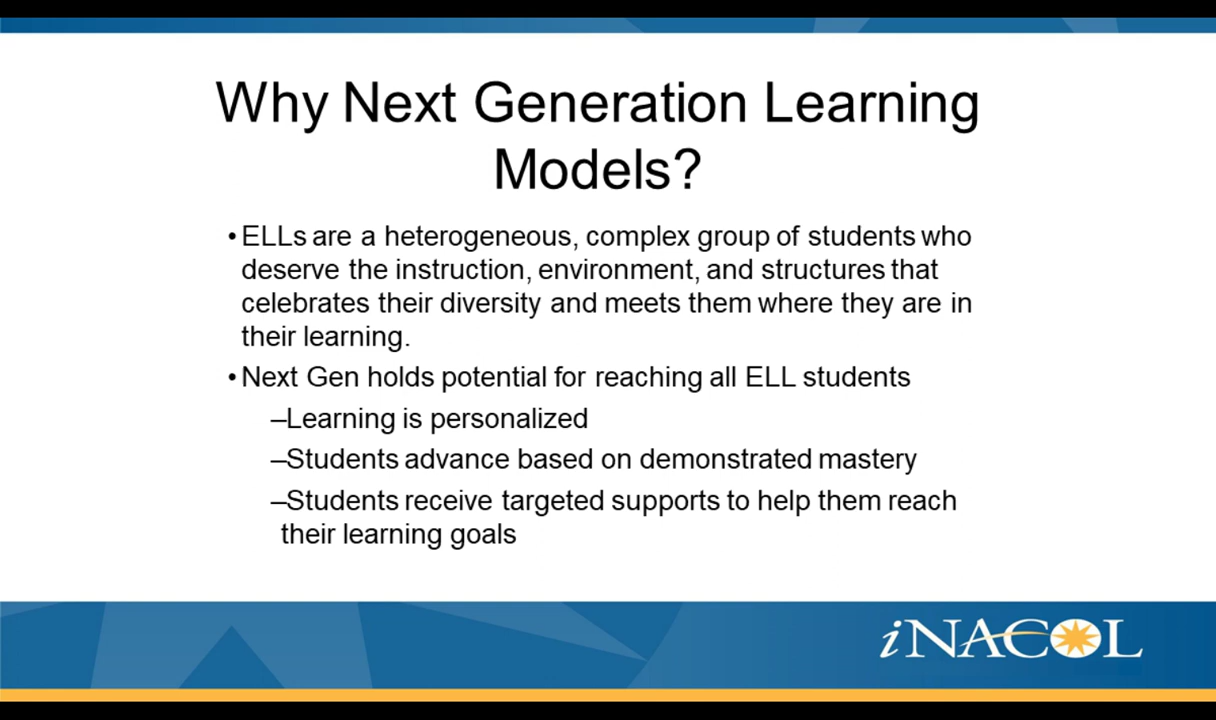 Why Next Generation Learning
Models?
•ELLs are a heterogeneous, complex group of students who
deserve the instruction, environment, and structures that
celebrates their diversity and meets them where they are in
their learning.
•Next Gen holds potential for reaching all ELL students
–Learning is personalized
–Students advance based on demonstrated mastery
–Students receive targeted supports to help them reach
their learning goals
iNACOL